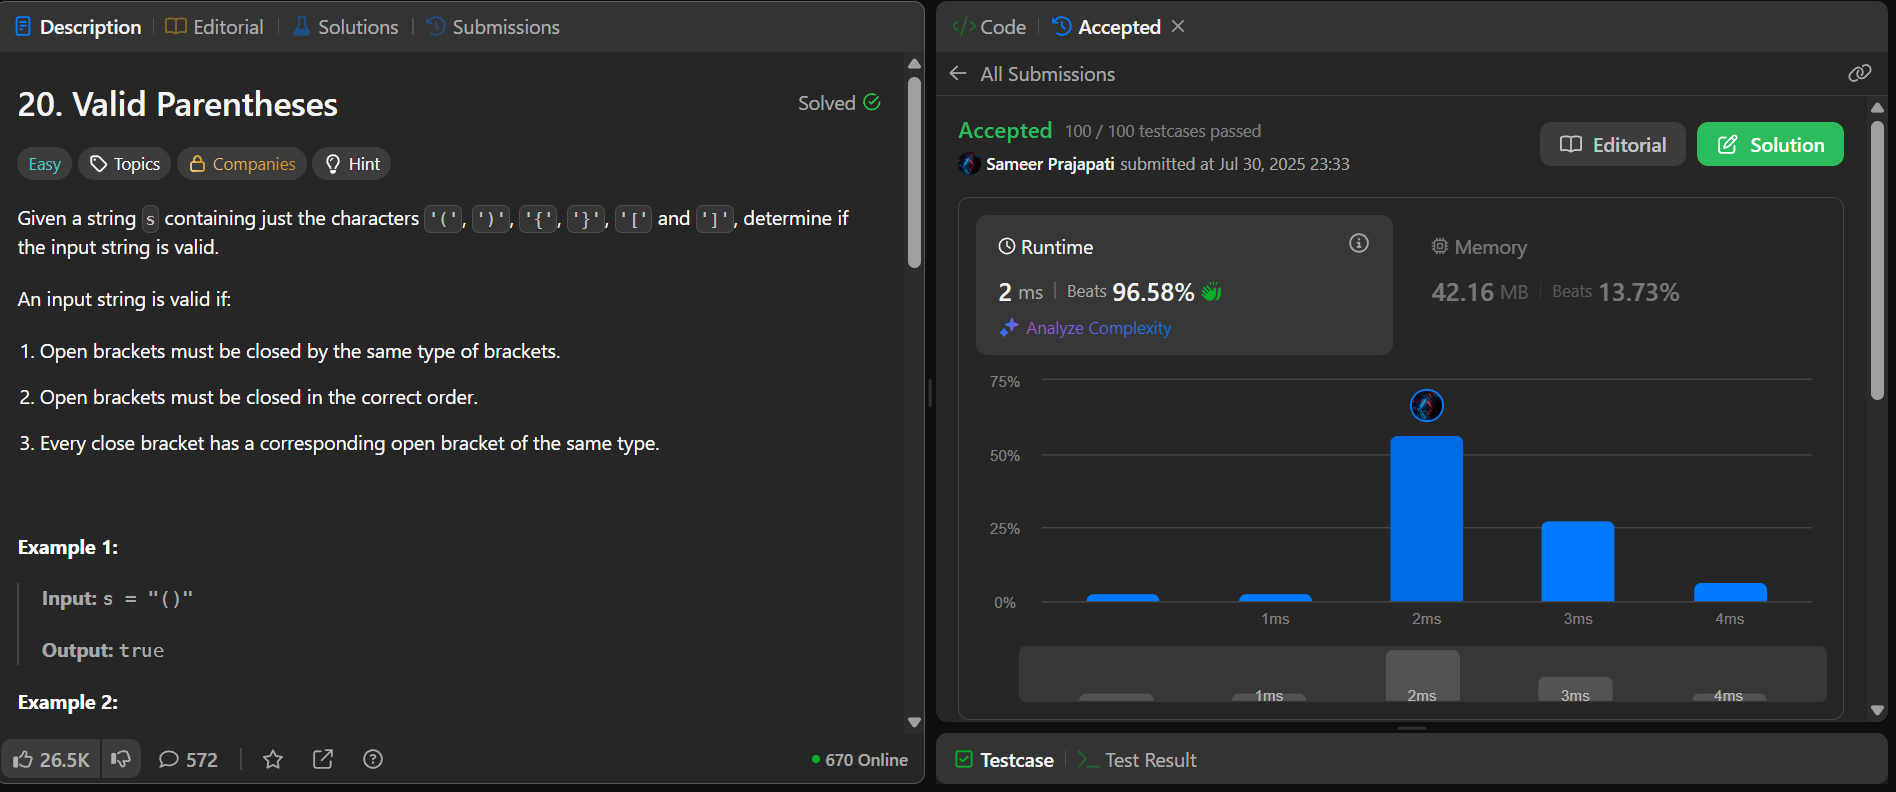 Description | Editorial | Solutions | Submissions
20. Valid Parentheses
Solved
Easy Topics Companies Hint
Given a string s containing just the characters '(', ')', '{', '}', '[' and ']', determine if
the input string is valid.
An input string is valid if:
1. Open brackets must be closed by the same type of brackets.
2. Open brackets must be closed in the correct order.
3. Every close bracket has a corresponding open bracket of the same type.
Example 1:
Input: s = "()"
Output: true
Example 2:
26.5K 572 670 Online
</> Code | Accepted
All Submissions
Accepted 100 / 100 testcases passed
Sameer Prajapati submitted at Jul 30, 2025 23:33
Editorial Solution
Runtime
2 ms | Beats 96.58%
Analyze Complexity
Memory
42.16 MB | Beats 13.73%
75%
50%
25%
0%
1ms 2ms 3ms 4ms
1ms 2ms 3ms 4ms
Testcase | >_ Test Result